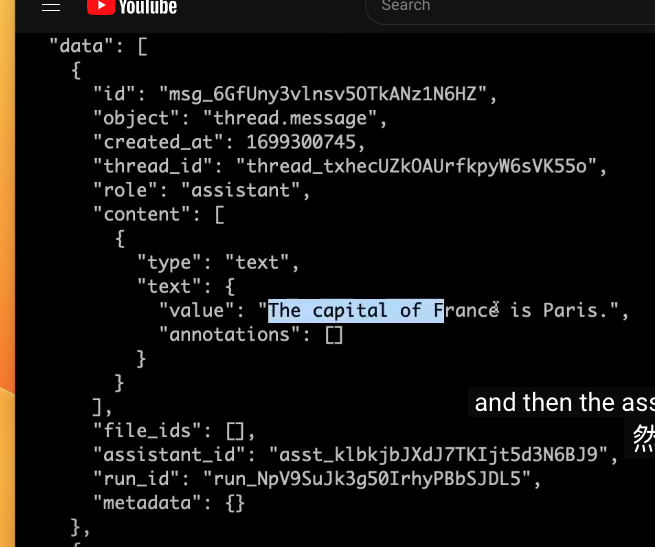 YouTube
Search
"data": [
{
"id": "msg_6GfUny3vlnsv5OTkANz1N6HZ",
"object": "thread.message",
"created_at": 1699300745,
"thread_id": "thread_txhecUZkOAUrfkpyW6sVK55o",
"role": "assistant",
"content": [
{
"type": "text",
"text": {
"value": "The capital of France is Paris.",
"annotations": []
}
}
],
and then the ass
然
"file_ids": [],
"assistant_id": "asst_klbkjbJXdJ7TKIjt5d3N6BJ9",
"run_id": "run_NpV9SuJk3g50IrhyPBbSJDL5",
"metadata": {}
},
{